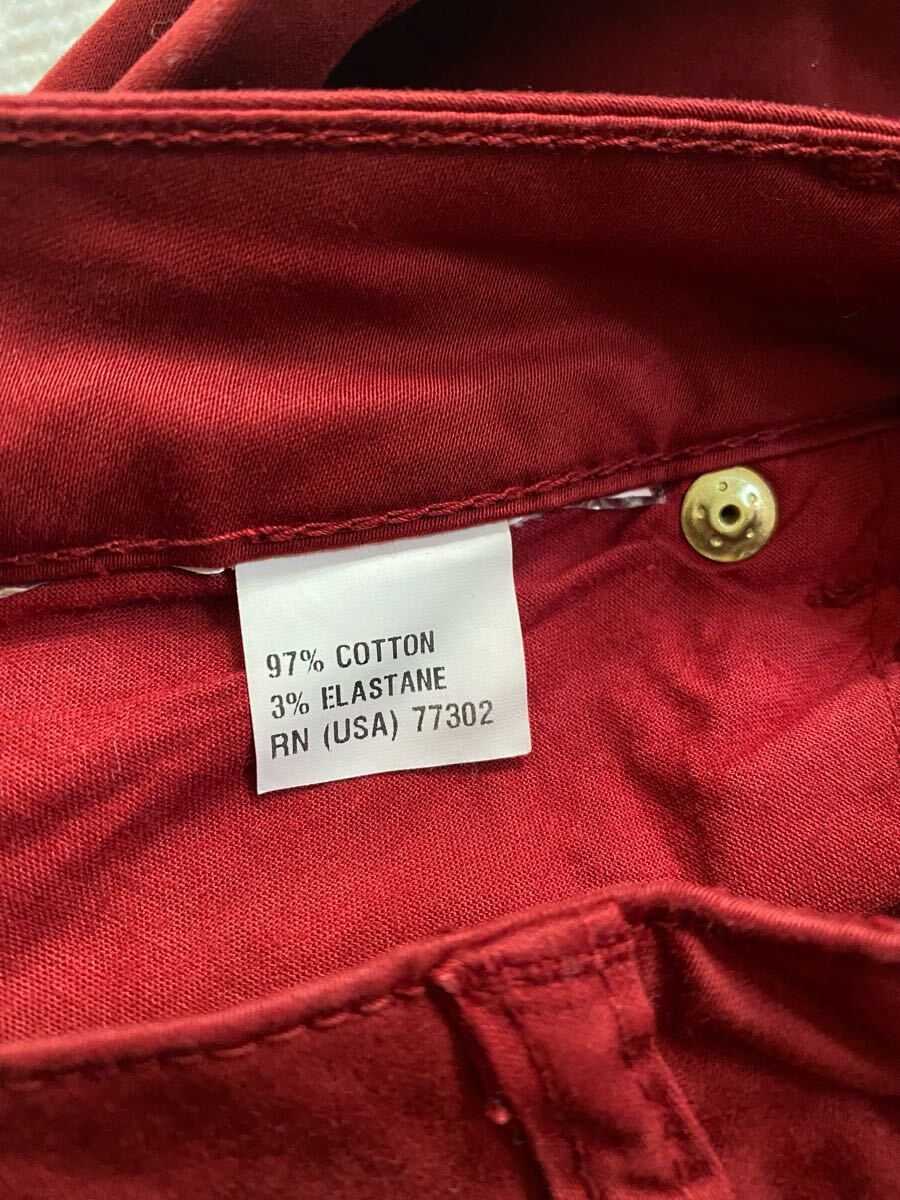 97% COTTON
3% ELASTANE
RN (USA) 77302